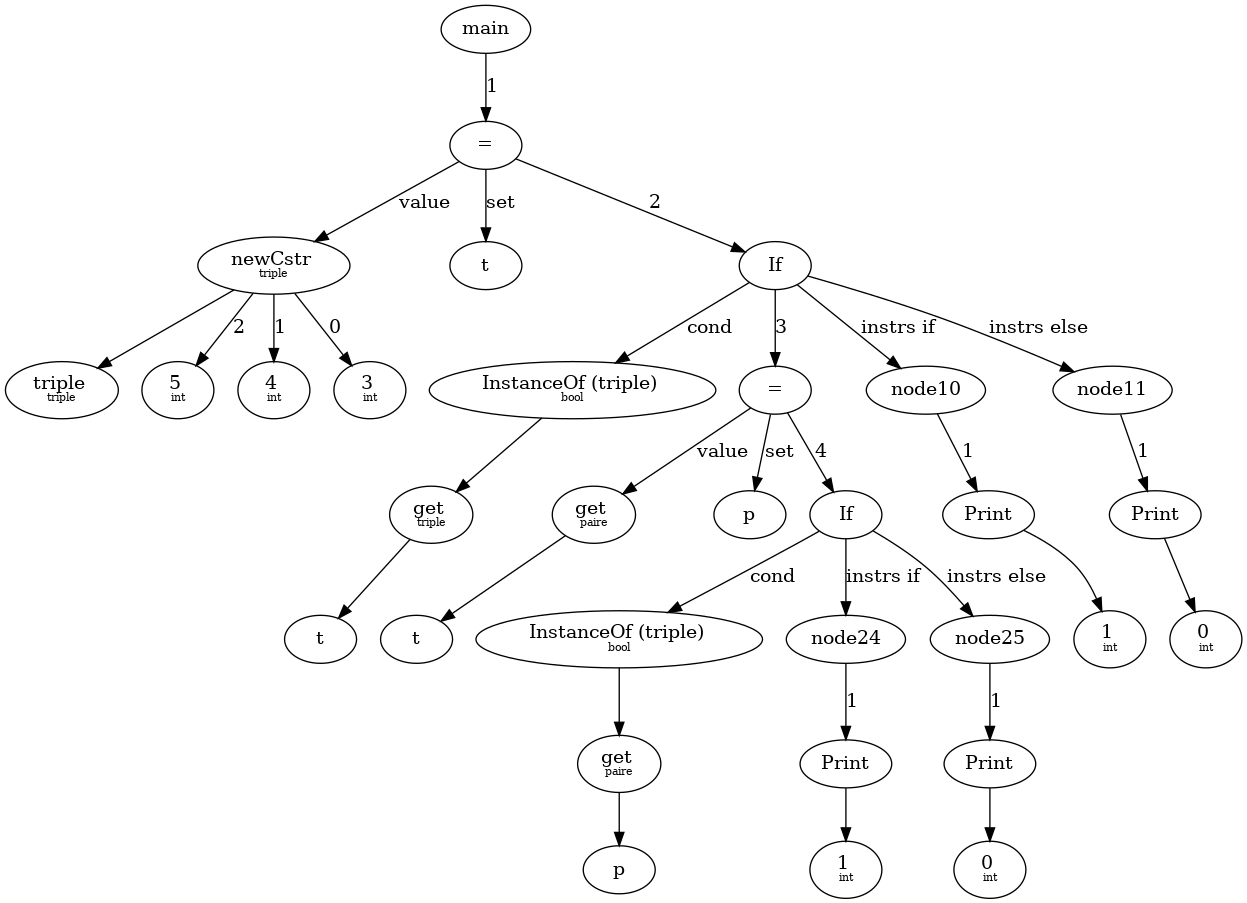 main
1
=
value
set
2
newCstr
triple
t
If
2
1
0
cond
3
instrs if
instrs else
triple
triple
5
int
4
int
3
int
InstanceOf (triple)
bool
=
node10
node11
value
set
4
1
1
get
triple
get
paire
p
If
Print
Print
cond
instrs if
instrs else
t
t
InstanceOf (triple)
bool
node24
node25
1
int
0
int
1
1
get
paire
Print
Print
p
1
int
0
int